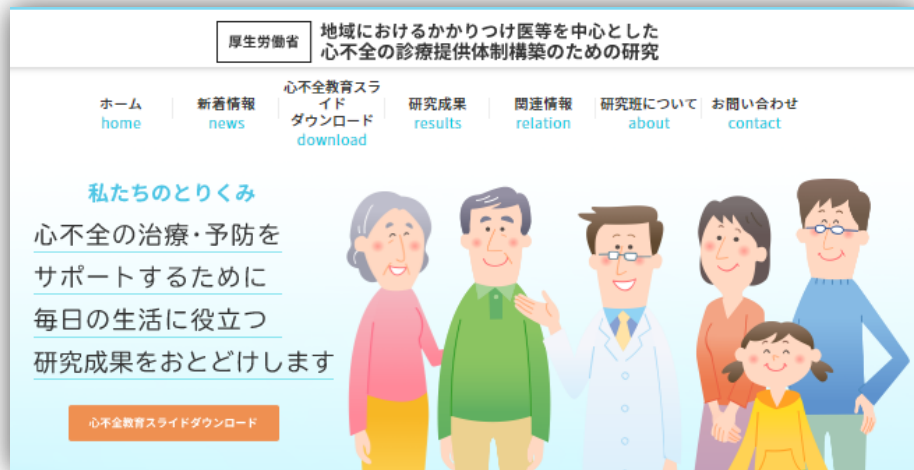 厚生労働省
地域におけるかかりつけ医等を中心とした
心不全の診療提供体制構築のための研究
ホーム
home
新着情報
news
心不全教育スラ
イド
ダウンロード
download
研究成果
results
関連情報
relation
研究班について
about
お問い合わせ
contact
私たちのとりくみ
心不全の治療・予防を
サポートするために
毎日の生活に役立つ
研究成果をおとどけします
心不全教育スライドダウンロード